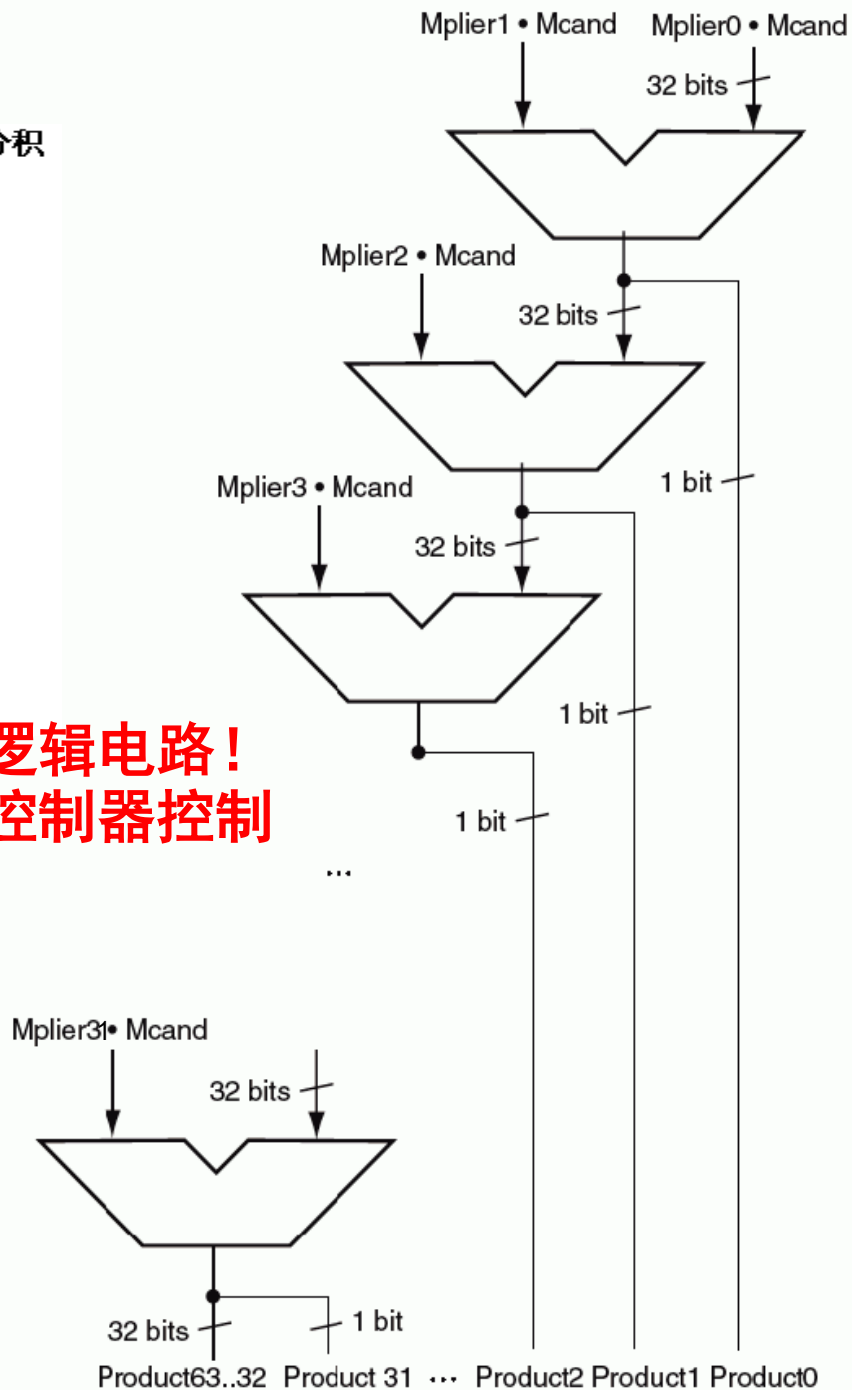 Mplier1 • Mcand Mplier0 • Mcand
32 bits
积
Mplier2 • Mcand
32 bits
1 bit
Mplier3 • Mcand
32 bits
1 bit
逻辑电路！
控制器控制
1 bit
...
Mplier31• Mcand
32 bits
32 bits 1 bit
Product63..32 Product 31 ... Product2 Product1 Product0